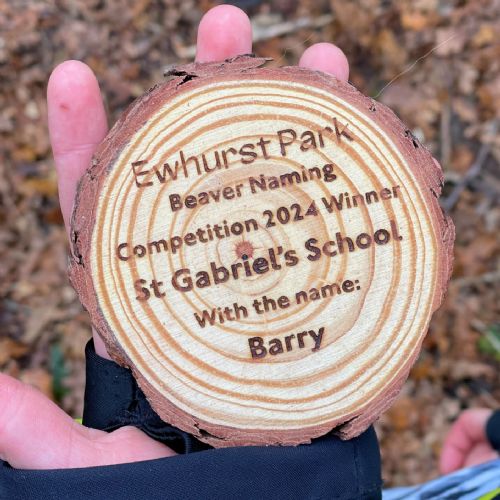 Ewhurst Park
Beaver Naming
Competition 2024 Winner
St Gabriel's School
With the name:
Barry